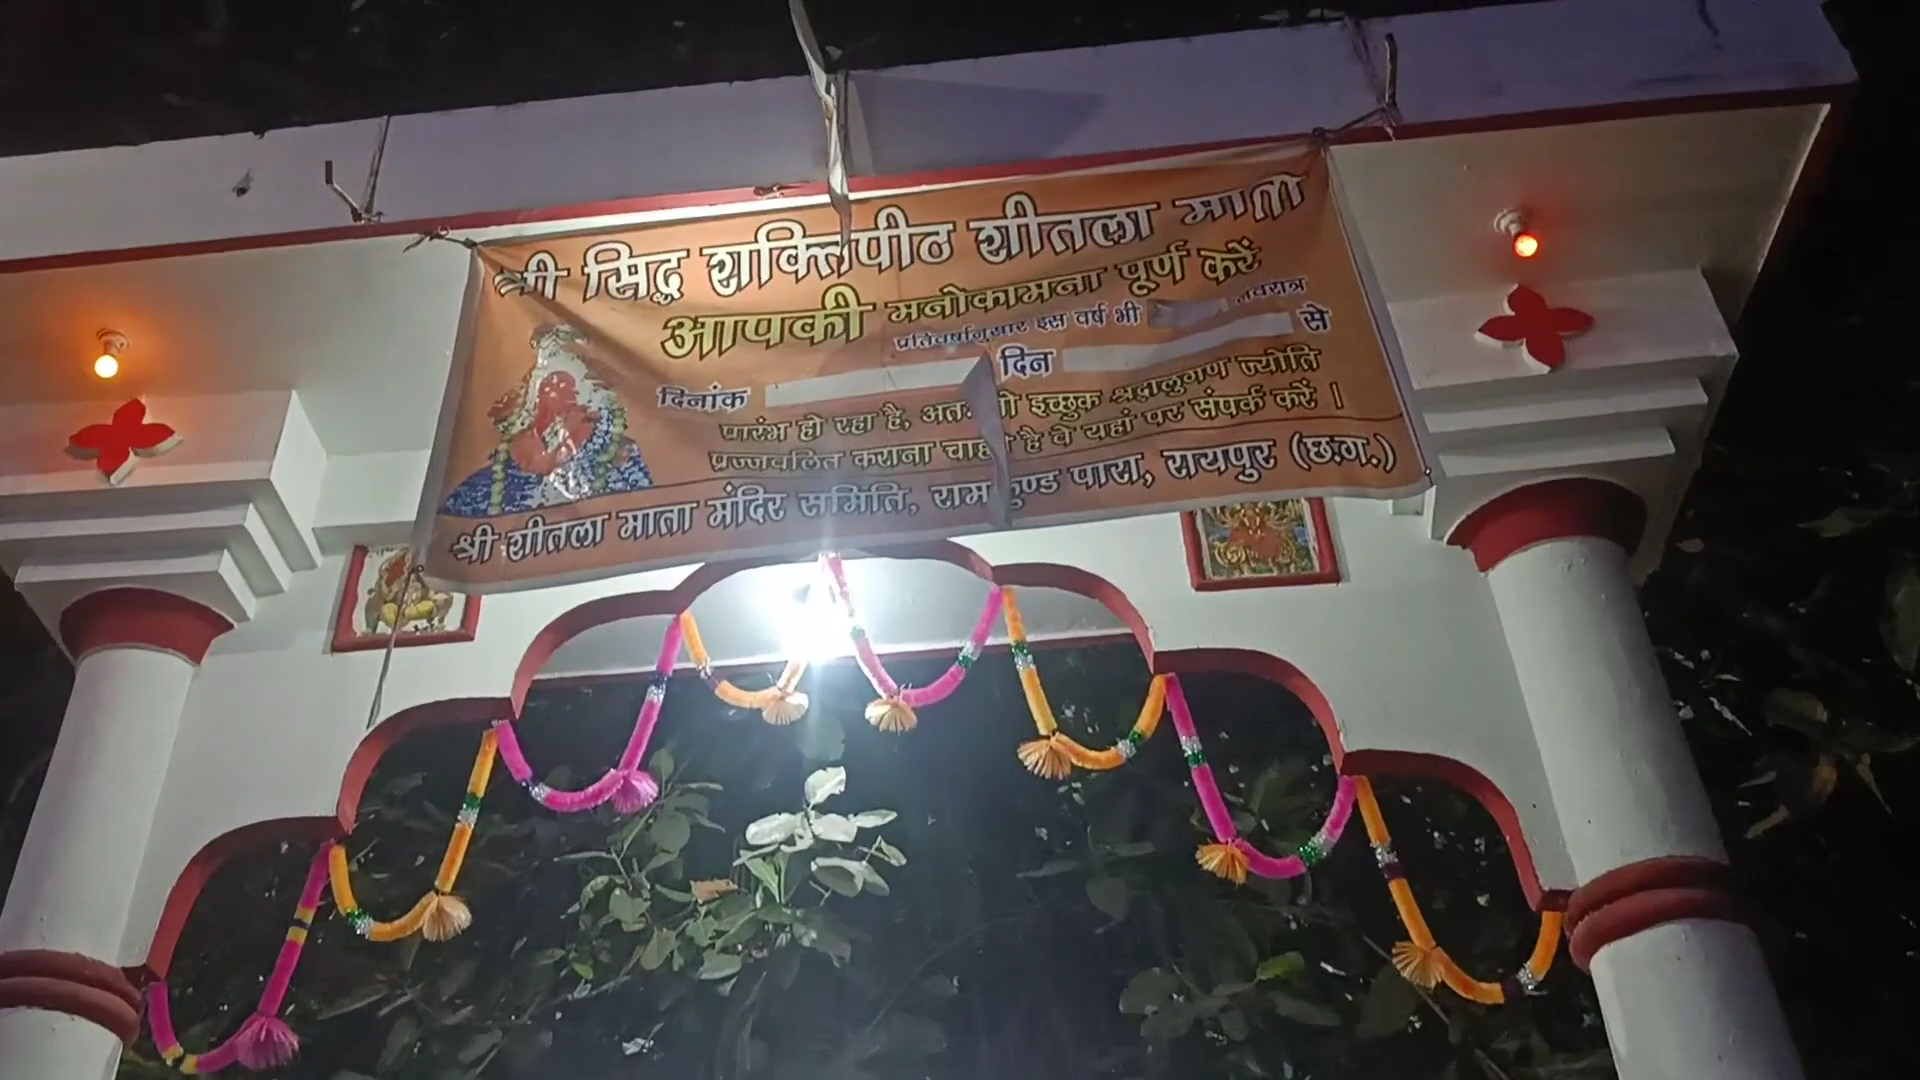 श्री सिद्ध शक्तिपीठ शीतला माता
आपकी मनोकामना पूर्ण करें
प्रतिवर्षानुसार इस वर्ष भी नवरात्र
दिनांक दिन से
प्रारंभ हो रहा है, अतः जो इच्छुक श्रद्धालुगण ज्योति
प्रज्जवलित कराना चाहते है वे यहां पर संपर्क करें ।
श्री शीतला माता मंदिर समिति, रामकुण्ड पारा, रायपुर (छ.ग.)